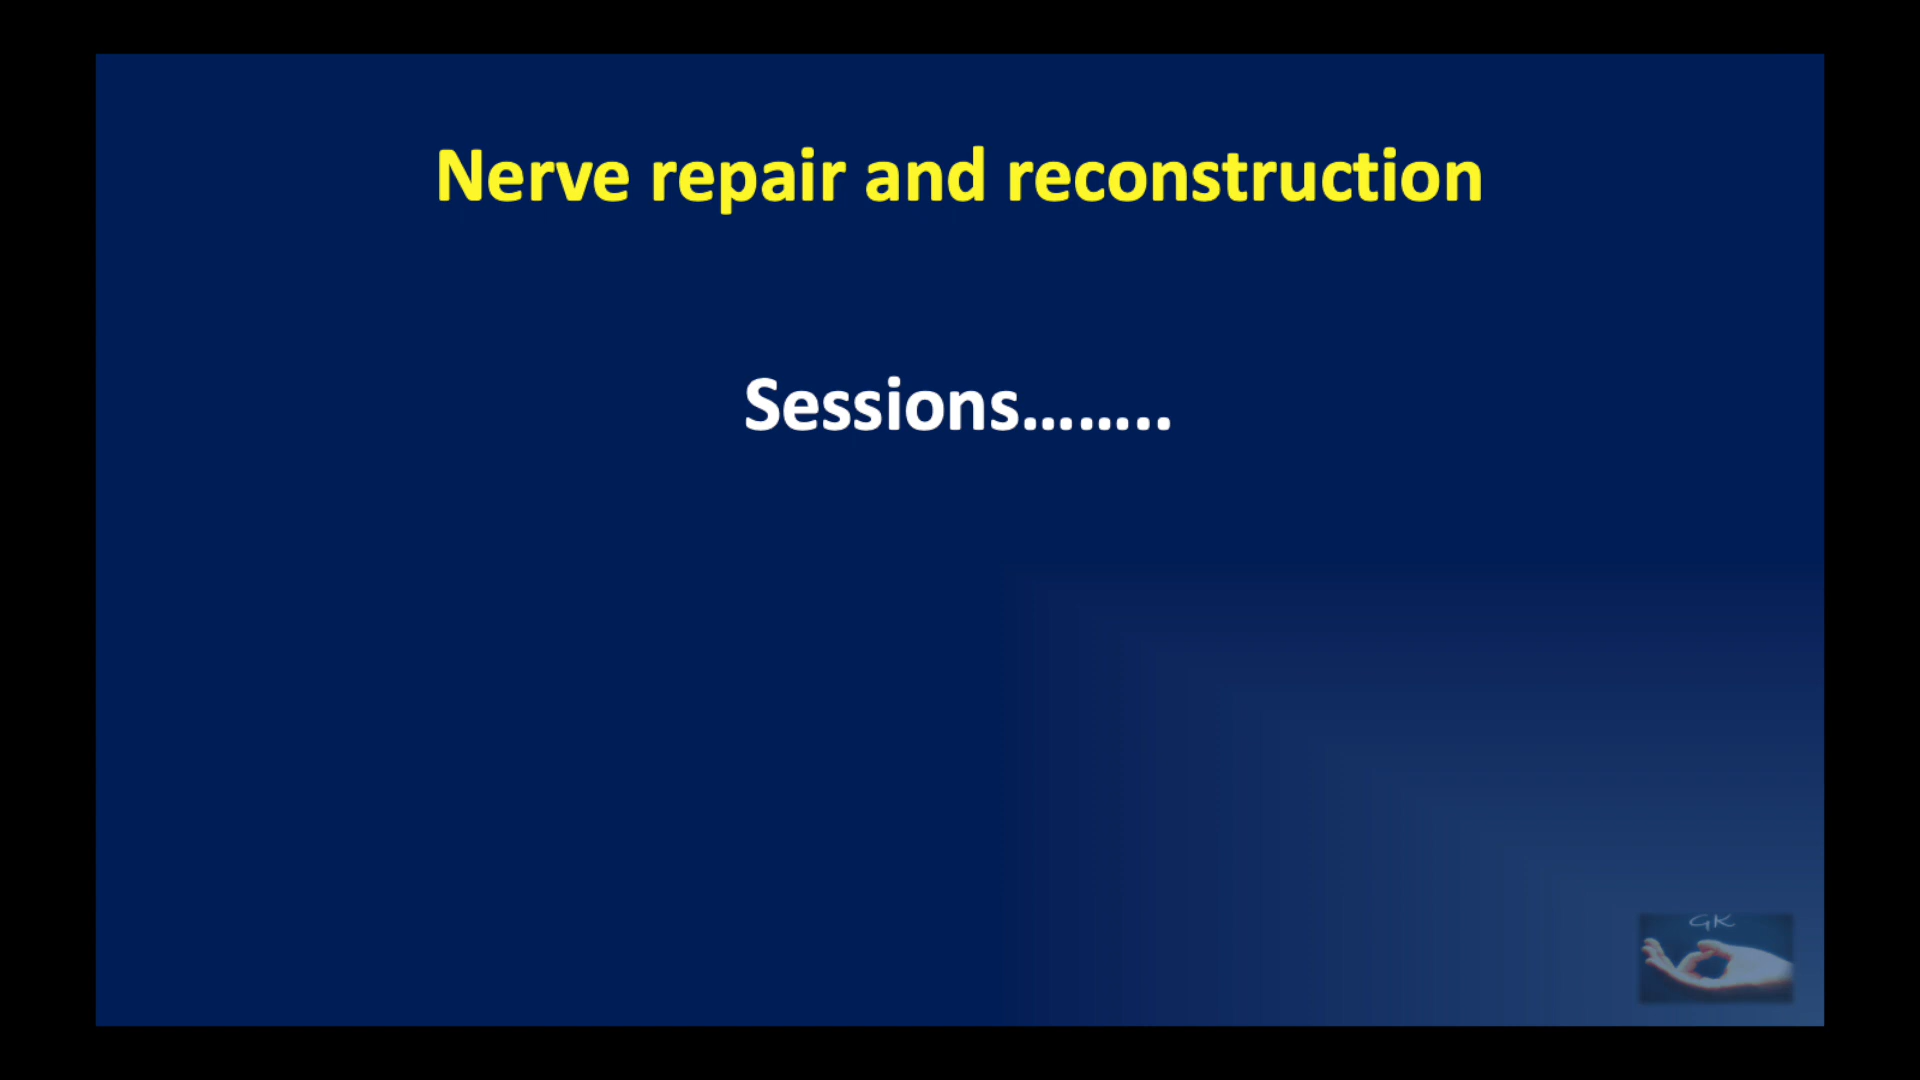 Nerve repair and reconstruction
Sessions........
GK